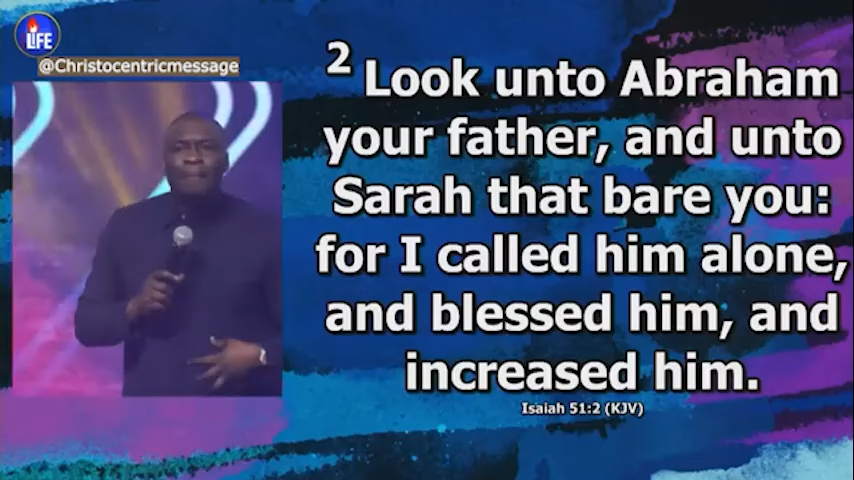 LIFE
@Christocentricmessage
2 Look unto Abraham
your father, and unto
Sarah that bare you:
for I called him alone,
and blessed him, and
increased him.
Isaiah 51:2 (KJV)